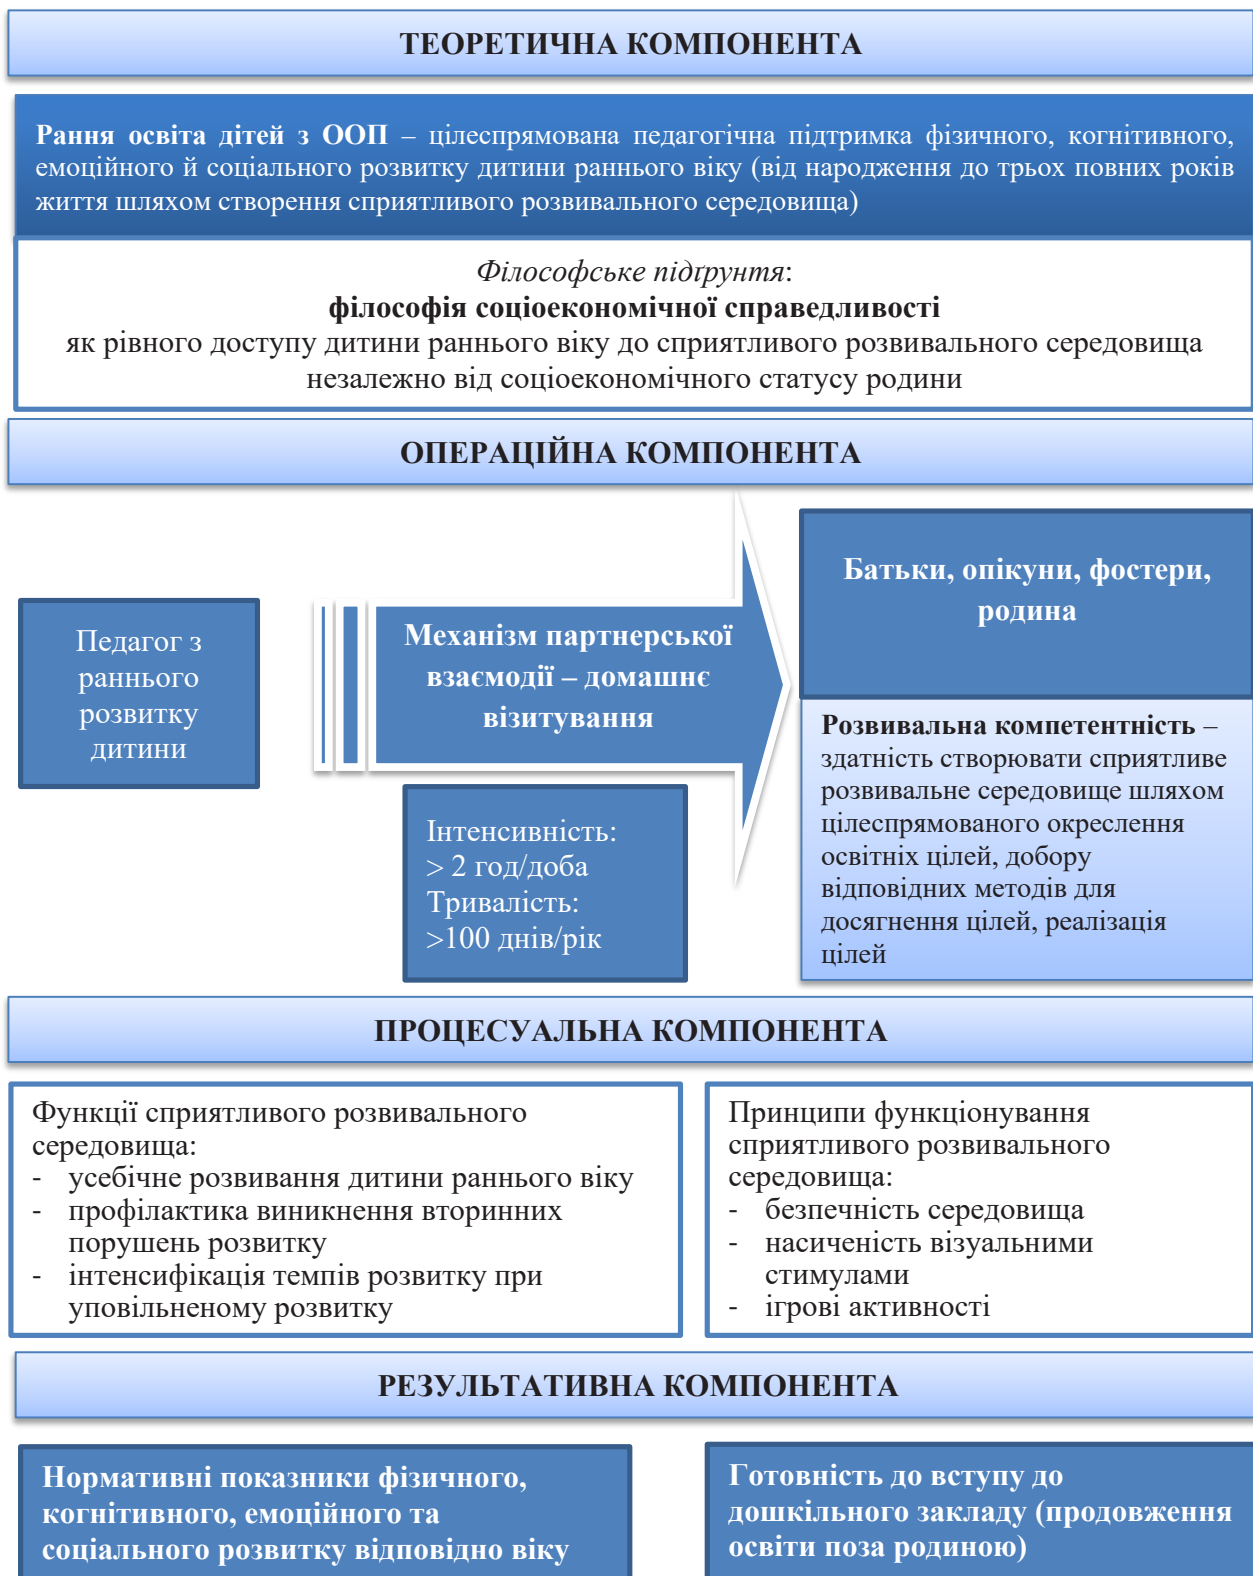 ТЕОРЕТИЧНА КОМПОНЕНТА
Рання освіта дітей з ООП – цілеспрямована педагогічна підтримка фізичного, когнітивного,
емоційного й соціального розвитку дитини раннього віку (від народження до трьох повних років
життя шляхом створення сприятливого розвивального середовища)
Філософське підґрунтя:
філософія соціоекономічної справедливості
як рівного доступу дитини раннього віку до сприятливого розвивального середовища
незалежно від соціоекономічного статусу родини
ОПЕРАЦІЙНА КОМПОНЕНТА
Педагог з
раннього
розвитку
дитини
Механізм партнерської
взаємодії – домашнє
візитування
Інтенсивність:
> 2 год/доба
Тривалість:
>100 днів/рік
Батьки, опікуни, фостери,
родина
Розвивальна компетентність –
здатність створювати сприятливе
розвивальне середовище шляхом
цілеспрямованого окреслення
освітніх цілей, добору
відповідних методів для
досягнення цілей, реалізація
цілей
ПРОЦЕСУАЛЬНА КОМПОНЕНТА
Функції сприятливого розвивального
середовища:
- усебічне розвивання дитини раннього віку
- профілактика виникнення вторинних
порушень розвитку
- інтенсифікація темпів розвитку при
уповільненому розвитку
Принципи функціонування
сприятливого розвивального
середовища:
- безпечність середовища
- насиченість візуальними
стимулами
- ігрові активності
РЕЗУЛЬТАТИВНА КОМПОНЕНТА
Нормативні показники фізичного,
когнітивного, емоційного та
соціального розвитку відповідно віку
Готовність до вступу до
дошкільного закладу (продовження
освіти поза родиною)